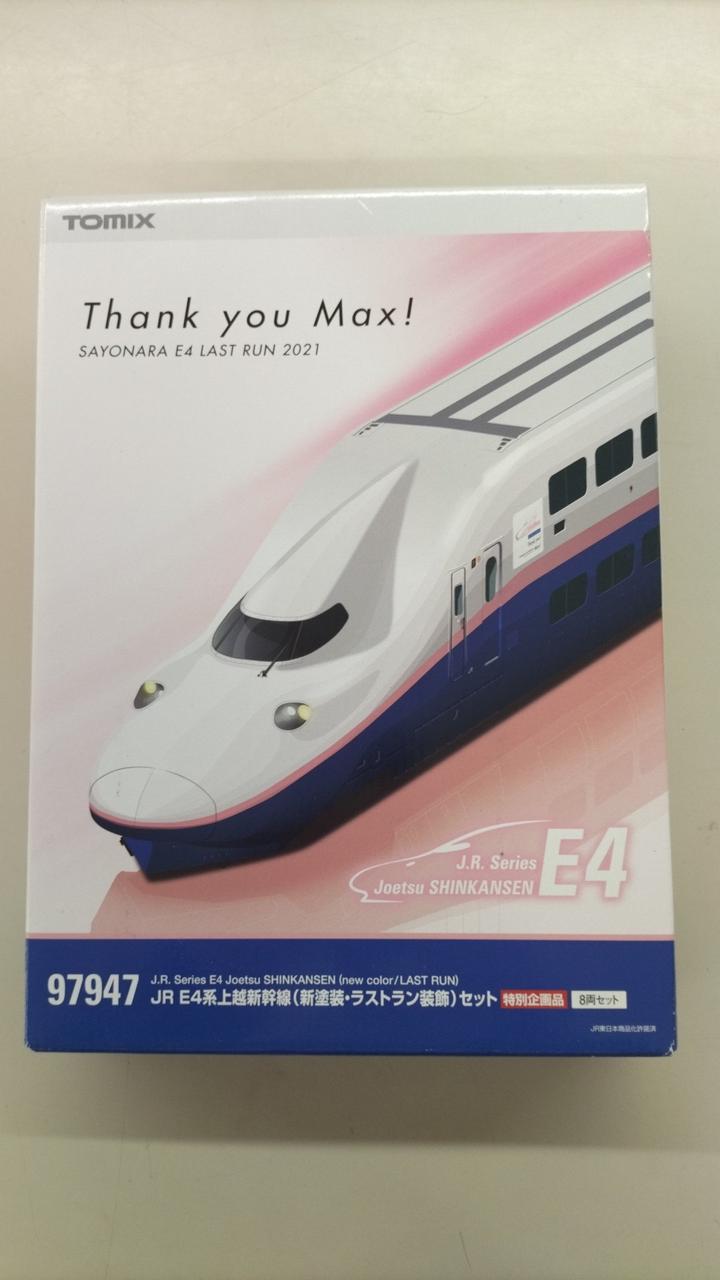 TOMIX
Thank you Max!
SAYONARA E4 LAST RUN 2021
J.R. Series
Joetsu SHINKANSEN
E4
97947
J.R. Series E4 Joetsu SHINKANSEN (new color/LAST RUN)
JR E4系上越新幹線(新塗装・ラストラン装飾)セット 特別企画品 8両セット
JR東日本商品化許諾済